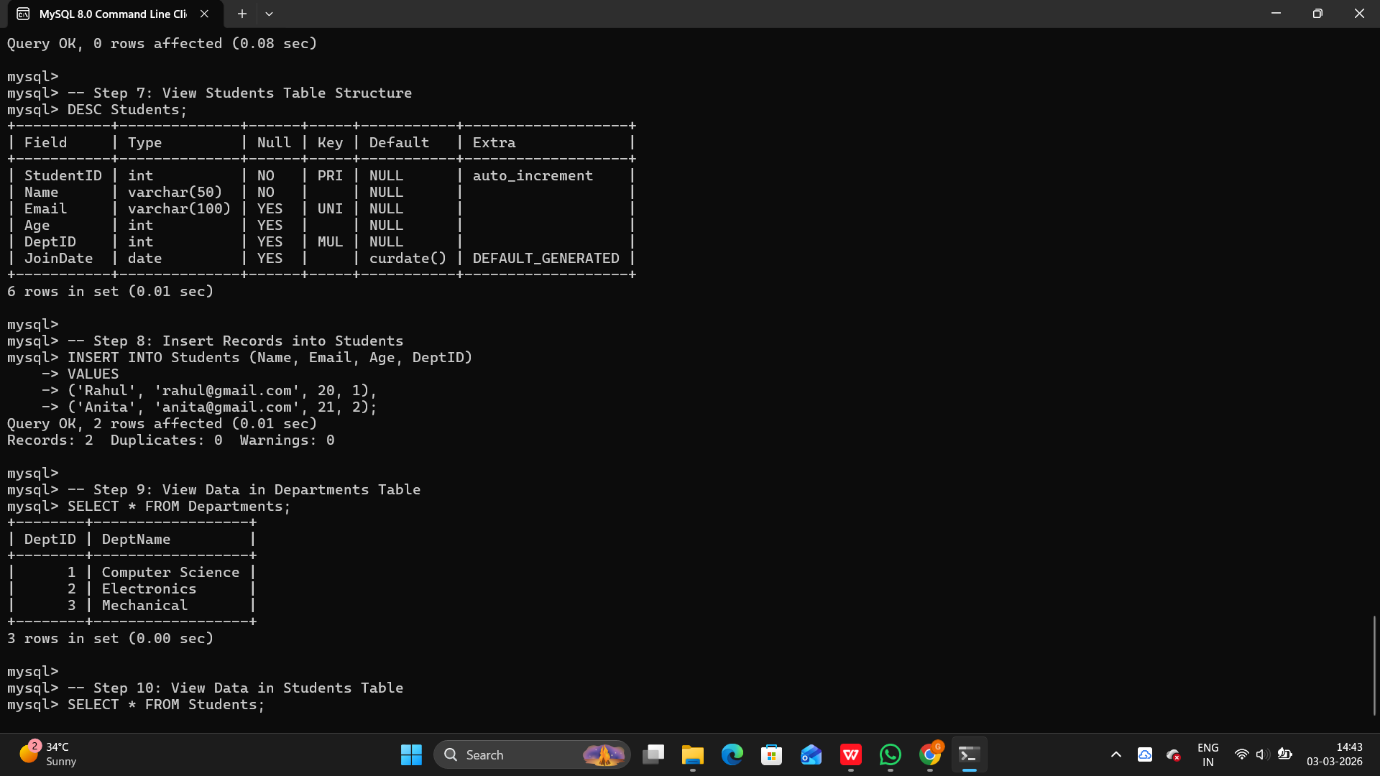 MySQL 8.0 Command Line Cli
Query OK, 0 rows affected (0.08 sec)
mysql>
mysql> -- Step 7: View Students Table Structure
mysql> DESC Students;
+-----------+--------------+------+-----+-----------+-------------------+
| Field     | Type         | Null | Key | Default   | Extra             |
+-----------+--------------+------+-----+-----------+-------------------+
| StudentID | int          | NO   | PRI | NULL      | auto_increment    |
| Name      | varchar(50)  | NO   |     | NULL      |                   |
| Email     | varchar(100) | YES  | UNI | NULL      |                   |
| Age       | int          | YES  |     | NULL      |                   |
| DeptID    | int          | YES  | MUL | NULL      |                   |
| JoinDate  | date         | YES  |     | curdate() | DEFAULT_GENERATED |
+-----------+--------------+------+-----+-----------+-------------------+
6 rows in set (0.01 sec)
mysql>
mysql> -- Step 8: Insert Records into Students
mysql> INSERT INTO Students (Name, Email, Age, DeptID)
    -> VALUES
    -> ('Rahul', 'rahul@gmail.com', 20, 1),
    -> ('Anita', 'anita@gmail.com', 21, 2);
Query OK, 2 rows affected (0.01 sec)
Records: 2  Duplicates: 0  Warnings: 0
mysql>
mysql> -- Step 9: View Data in Departments Table
mysql> SELECT * FROM Departments;
+--------+------------------+
| DeptID | DeptName         |
+--------+------------------+
|      1 | Computer Science |
|      2 | Electronics      |
|      3 | Mechanical       |
+--------+------------------+
3 rows in set (0.00 sec)
mysql>
mysql> -- Step 10: View Data in Students Table
mysql> SELECT * FROM Students;
2
34°C
Sunny
Search
W
G
ENG
IN
14:43
03-03-2026